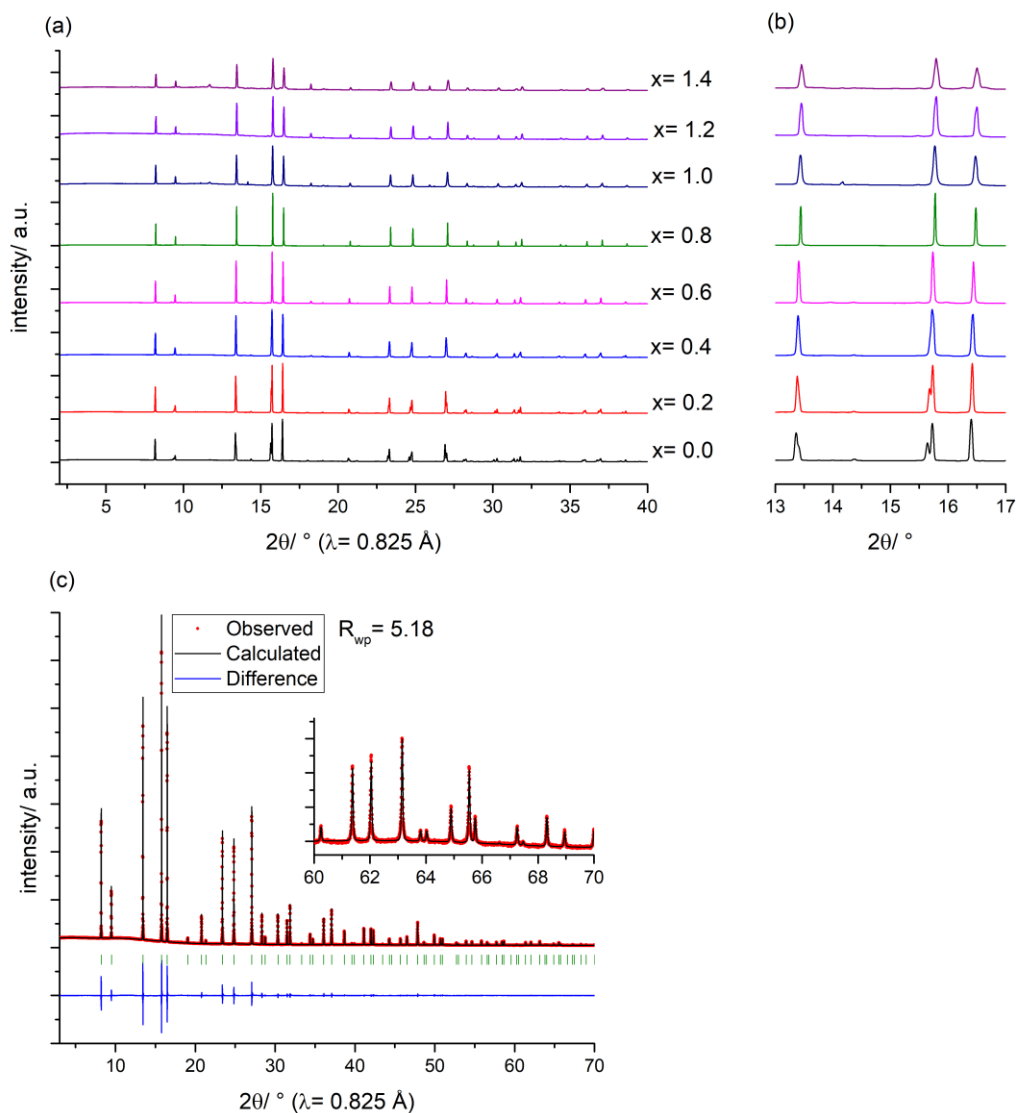 (a)
(b)
x= 1.4
x= 1.2
x= 1.0
x= 0.8
x= 0.6
x= 0.4
x= 0.2
x= 0.0
intensity/ a.u.
5 10 15 20 25 30 35 40
2θ/ ° (λ= 0.825 Å)
13 14 15 16 17
2θ/ °
(c)
Observed
Calculated
Difference
R_wp= 5.18
60 62 64 66 68 70
intensity/ a.u.
10 20 30 40 50 60 70
2θ/ ° (λ= 0.825 Å)